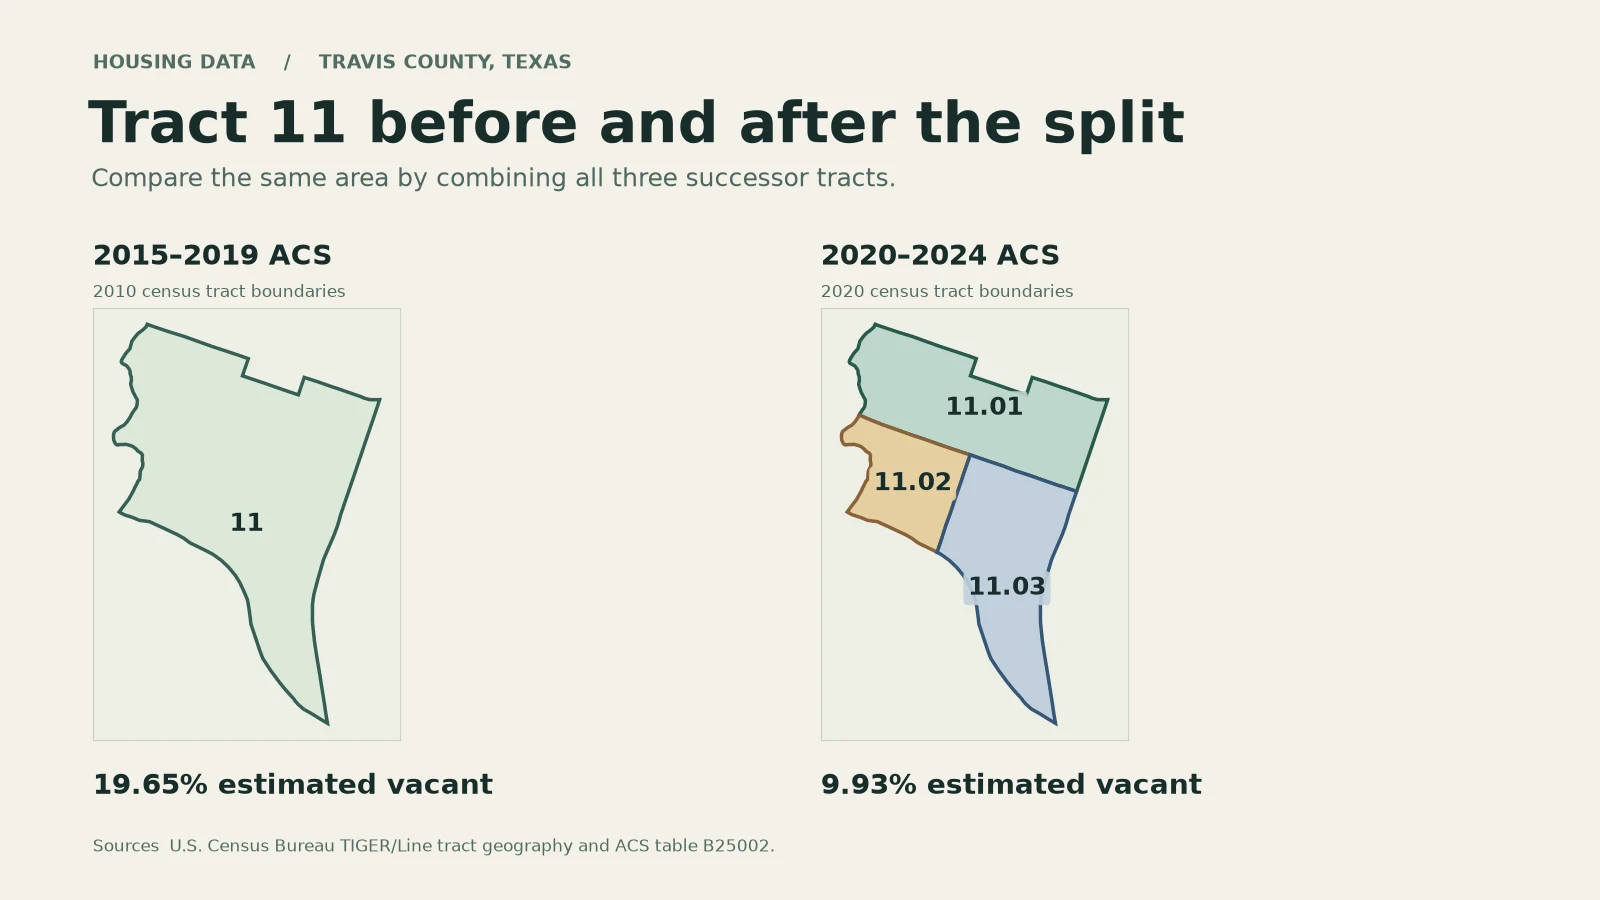 HOUSING DATA / TRAVIS COUNTY, TEXAS
Tract 11 before and after the split
Compare the same area by combining all three successor tracts.
2015–2019 ACS
2010 census tract boundaries
11
19.65% estimated vacant
2020–2024 ACS
2020 census tract boundaries
11.01
11.02
11.03
9.93% estimated vacant
Sources U.S. Census Bureau TIGER/Line tract geography and ACS table B25002.